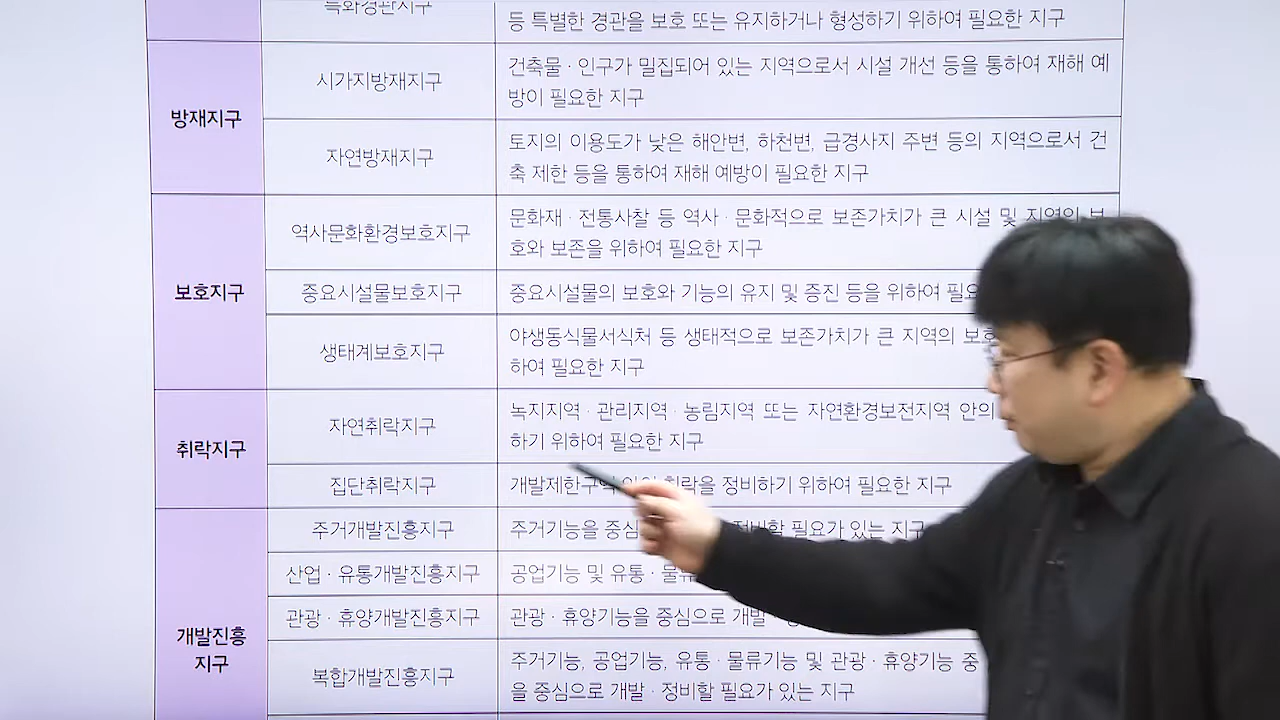 특화경관지구
등 특별한 경관을 보호 또는 유지하거나 형성하기 위하여 필요한 지구
방재지구
시가지방재지구
건축물 · 인구가 밀집되어 있는 지역으로서 시설 개선 등을 통하여 재해 예
방이 필요한 지구
자연방재지구
토지의 이용도가 낮은 해안변, 하천변, 급경사지 주변 등의 지역으로서 건
축 제한 등을 통하여 재해 예방이 필요한 지구
보호지구
역사문화환경보호지구
문화재 · 전통사찰 등 역사 · 문화적으로 보존가치가 큰 시설 및 지역의 보
호와 보존을 위하여 필요한 지구
중요시설물보호지구
중요시설물의 보호와 기능의 유지 및 증진 등을 위하여
생태계보호지구
야생동식물서식처 등 생태적으로 보존가치가 큰 지역의
하여 필요한 지구
취락지구
자연취락지구
녹지지역 · 관리지역 · 농림지역 또는 자연환경보전지역 안의
하기 위하여 필요한 지구
집단취락지구
개발제한구역 취락을 정비하기 위하여 필요한 지구
개발진흥
지구
주거개발진흥지구
주거기능을 필요가 있는 지구
산업 · 유통개발진흥지구
공업기능 및 유통 ·
관광 · 휴양개발진흥지구
관광 · 휴양기능을 중심으로 개발
복합개발진흥지구
주거기능, 공업기능, 유통 · 물류기능 및 관광 · 휴양기능 중
을 중심으로 개발 · 정비할 필요가 있는 지구